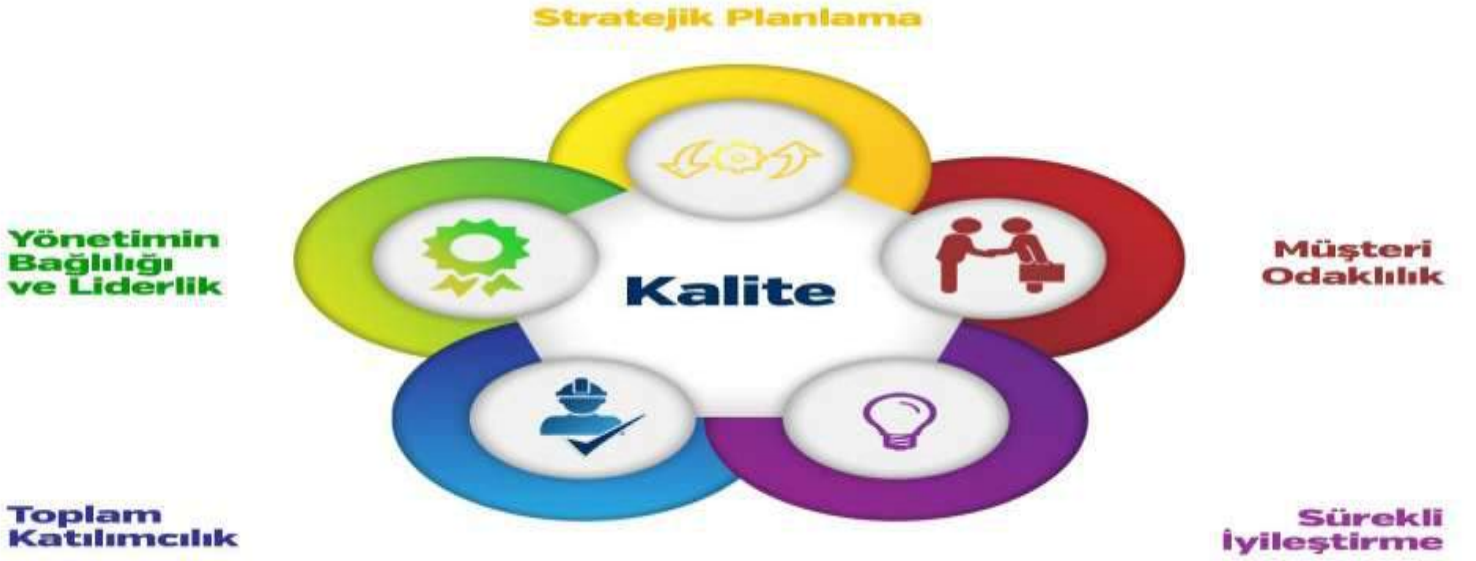 Stratejik Planlama
Yönetimin
Bağlılığı
ve Liderlik
Kalite
Müşteri
Odaklılık
Toplam
Katılımcılık
Sürekli
İyileştirme